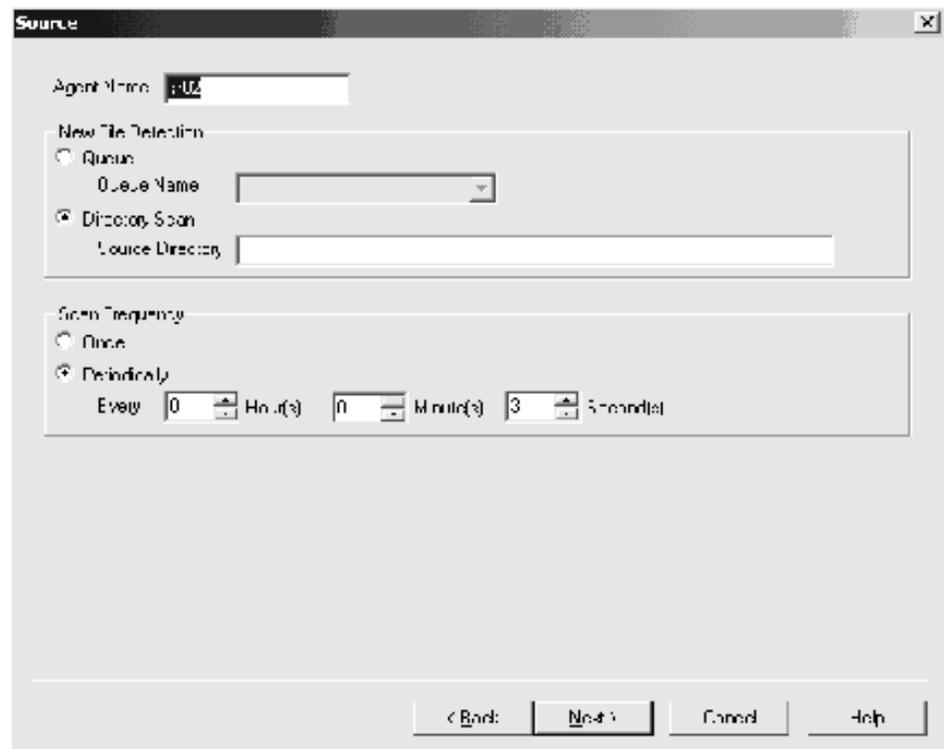 Source
Agent Name
New File Detection
Queue
Queue Name
Directory Scan
Source Directory
Scan Frequency
Once
Periodically
Every 0 Hour(s) 0 Minute(s) 3 Second(s)
< Back Next > Cancel Help